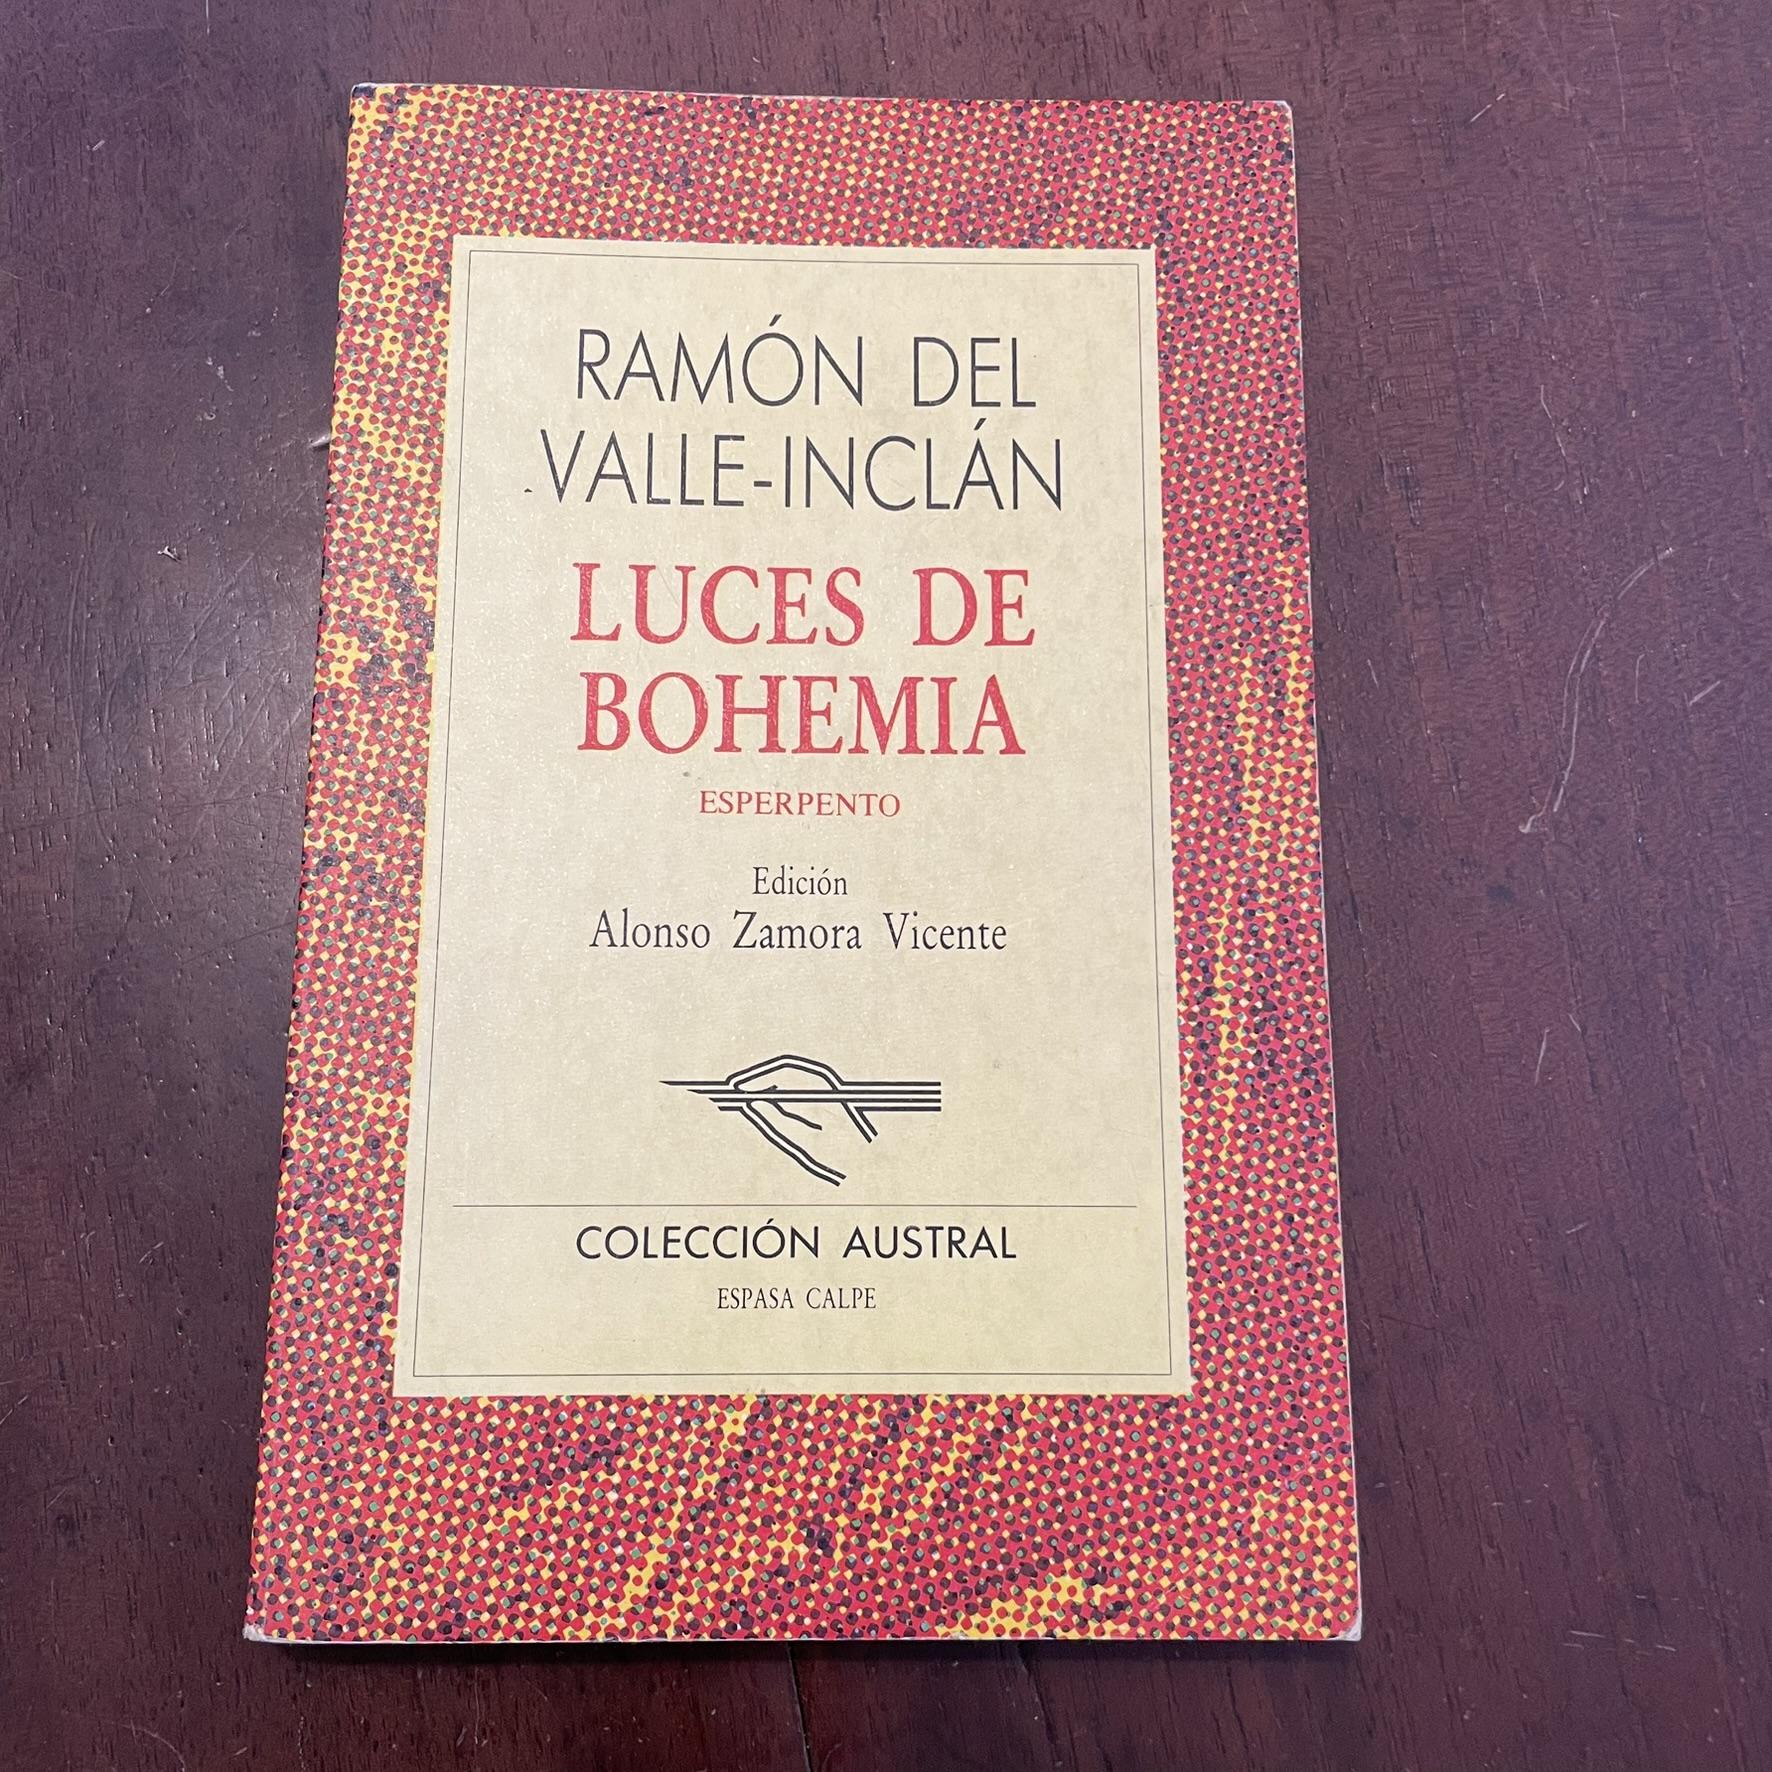 RAMÓN DEL
VALLE-INCLÁN
LUCES DE
BOHEMIA
ESPERPENTO
Edición
Alonso Zamora Vicente
COLECCIÓN AUSTRAL
ESPASA CALPE